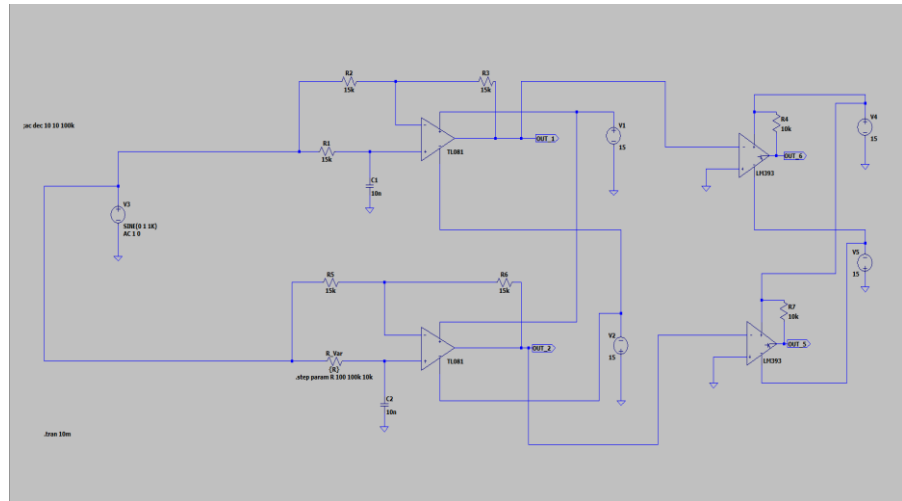 R2
15k
R3
15k
;ac dec 10 10 100k
R1
15k
TL081
C1
10n
V1
15
OUT_1
R4
10k
V4
15
OUT_6
LM393
V3
SINE(0 1 1K)
AC 1 0
R5
15k
R6
15k
V5
15
R7
10k
R_Var
{R}
.step param R 100 100k 10k
TL081
OUT_2
V2
15
OUT_5
LM393
C2
10n
.tran 10m